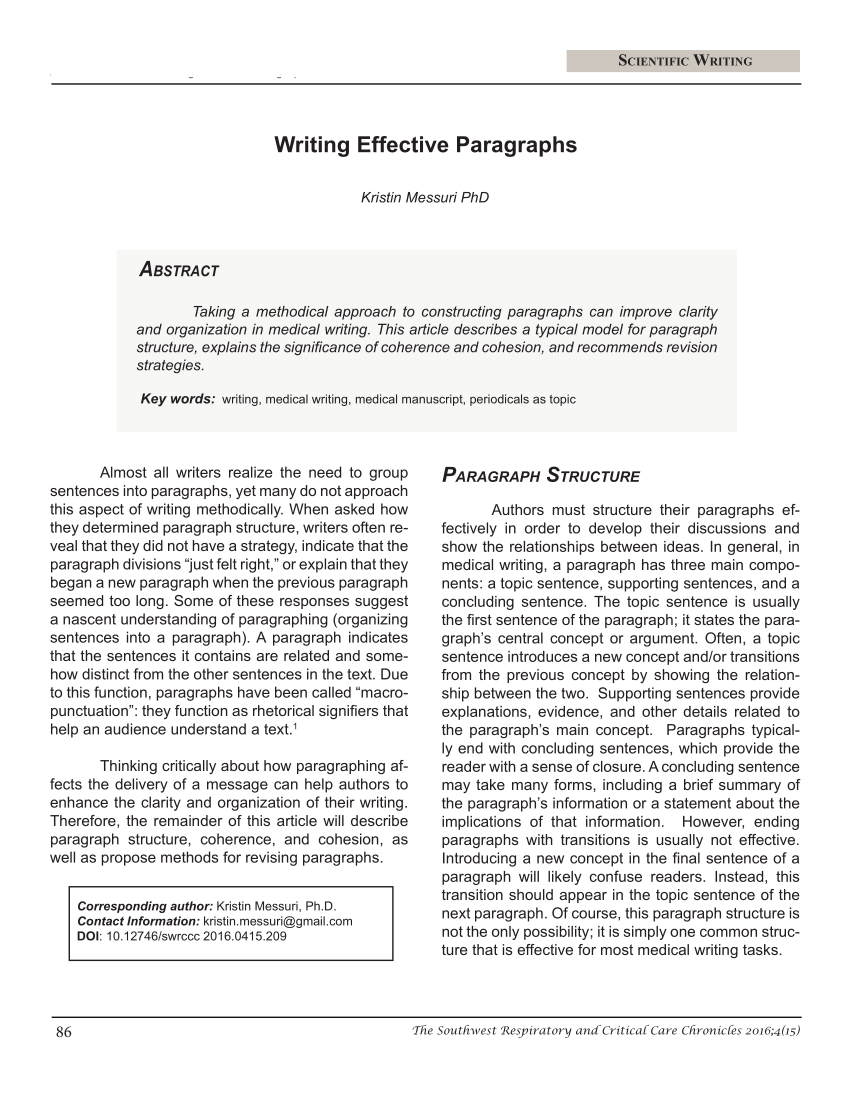 Scientific Writing
Writing Effective Paragraphs
Kristin Messuri PhD
Abstract
Taking a methodical approach to constructing paragraphs can improve clarity
and organization in medical writing. This article describes a typical model for paragraph
structure, explains the significance of coherence and cohesion, and recommends revision
strategies.
Key words: writing, medical writing, medical manuscript, periodicals as topic
Almost all writers realize the need to group
sentences into paragraphs, yet many do not approach
this aspect of writing methodically. When asked how
they determined paragraph structure, writers often re-
veal that they did not have a strategy, indicate that the
paragraph divisions “just felt right,” or explain that they
began a new paragraph when the previous paragraph
seemed too long. Some of these responses suggest
a nascent understanding of paragraphing (organizing
sentences into a paragraph). A paragraph indicates
that the sentences it contains are related and some-
how distinct from the other sentences in the text. Due
to this function, paragraphs have been called “macro-
punctuation”: they function as rhetorical signifiers that
help an audience understand a text.1
Thinking critically about how paragraphing af-
fects the delivery of a message can help authors to
enhance the clarity and organization of their writing.
Therefore, the remainder of this article will describe
paragraph structure, coherence, and cohesion, as
well as propose methods for revising paragraphs.
Corresponding author: Kristin Messuri, Ph.D.
Contact Information: kristin.messuri@gmail.com
DOI: 10.12746/swrccc 2016.0415.209
Paragraph Structure
Authors must structure their paragraphs ef-
fectively in order to develop their discussions and
show the relationships between ideas. In general, in
medical writing, a paragraph has three main compo-
nents: a topic sentence, supporting sentences, and a
concluding sentence. The topic sentence is usually
the first sentence of the paragraph; it states the para-
graph’s central concept or argument. Often, a topic
sentence introduces a new concept and/or transitions
from the previous concept by showing the relation-
ship between the two. Supporting sentences provide
explanations, evidence, and other details related to
the paragraph’s main concept. Paragraphs typical-
ly end with concluding sentences, which provide the
reader with a sense of closure. A concluding sentence
may take many forms, including a brief summary of
the paragraph’s information or a statement about the
implications of that information. However, ending
paragraphs with transitions is usually not effective.
Introducing a new concept in the final sentence of a
paragraph will likely confuse readers. Instead, this
transition should appear in the topic sentence of the
next paragraph. Of course, this paragraph structure is
not the only possibility; it is simply one common struc-
ture that is effective for most medical writing tasks.
86
The Southwest Respiratory and Critical Care Chronicles 2016;4(15)